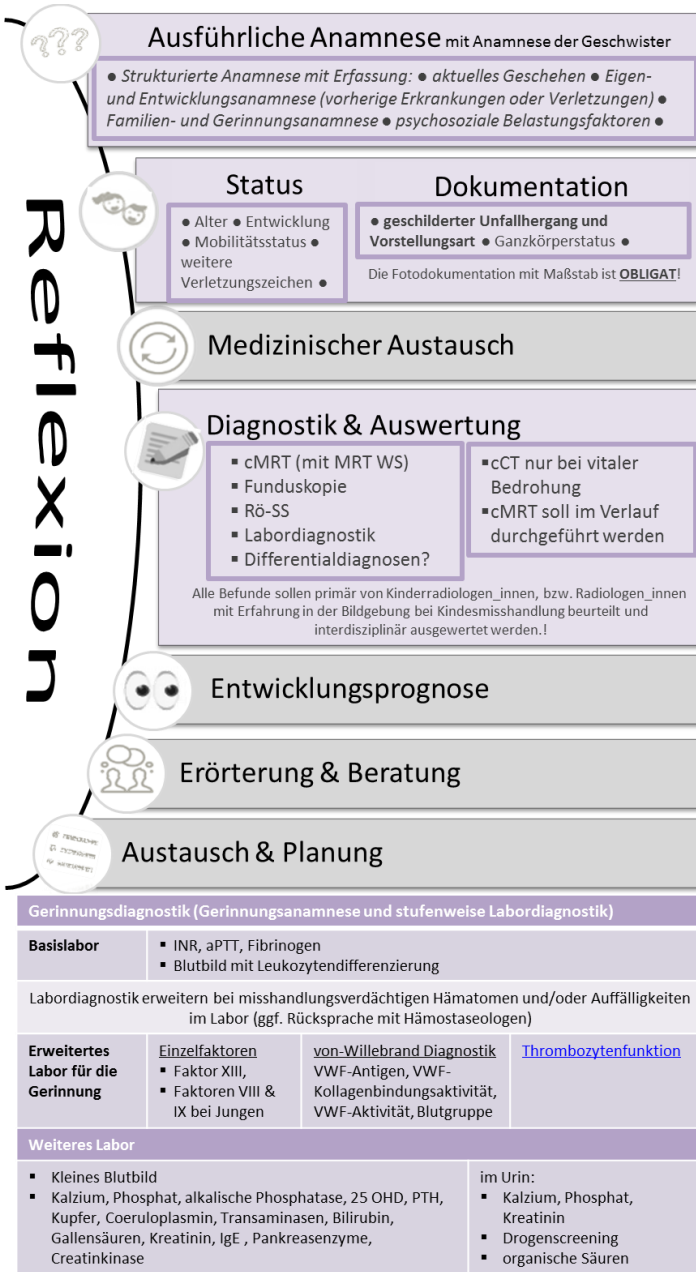 Ausführliche Anamnese mit Anamnese der Geschwister
● Strukturierte Anamnese mit Erfassung: ● aktuelles Geschehen ● Eigen-
und Entwicklungsanamnese (vorherige Erkrankungen oder Verletzungen) ●
Familien- und Gerinnungsanamnese ● psychosoziale Belastungsfaktoren ●
Reflexion
Status
● Alter ● Entwicklung
● Mobilitätsstatus ●
weitere
Verletzungszeichen ●
Dokumentation
● geschilderter Unfallhergang und
Vorstellungsart ● Ganzkörperstatus ●
Die Fotodokumentation mit Maßstab ist OBLIGAT!
Medizinischer Austausch
Diagnostik & Auswertung
▪ cMRT (mit MRT WS)
▪ Funduskopie
▪ Rö-SS
▪ Labordiagnostik
▪ Differentialdiagnosen?
▪cCT nur bei vitaler
Bedrohung
▪cMRT soll im Verlauf
durchgeführt werden
Alle Befunde sollen primär von Kinderradiologen_innen, bzw. Radiologen_innen
mit Erfahrung in der Bildgebung bei Kindesmisshandlung beurteilt und
interdisziplinär ausgewertet werden.!
Entwicklungsprognose
Erörterung & Beratung
Austausch & Planung
Gerinnungsdiagnostik (Gerinnungsanamnese und stufenweise Labordiagnostik)
Basislabor
▪ INR, aPTT, Fibrinogen
▪ Blutbild mit Leukozytendifferenzierung
Labordiagnostik erweitern bei misshandlungsverdächtigen Hämatomen und/oder Auffälligkeiten
im Labor (ggf. Rücksprache mit Hämostaseologen)
Erweitertes
Labor für die
Gerinnung
Einzelfaktoren
▪ Faktor XIII,
▪ Faktoren VIII &
IX bei Jungen
von-Willebrand Diagnostik
VWF-Antigen, VWF-
Kollagenbindungsaktivität,
VWF-Aktivität, Blutgruppe
Thrombozytenfunktion
Weiteres Labor
▪ Kleines Blutbild
▪ Kalzium, Phosphat, alkalische Phosphatase, 25 OHD, PTH,
Kupfer, Coeruloplasmin, Transaminasen, Bilirubin,
Gallensäuren, Kreatinin, IgE , Pankreasenzyme,
Creatinkinase
im Urin:
▪ Kalzium, Phosphat,
Kreatinin
▪ Drogenscreening
▪ organische Säuren